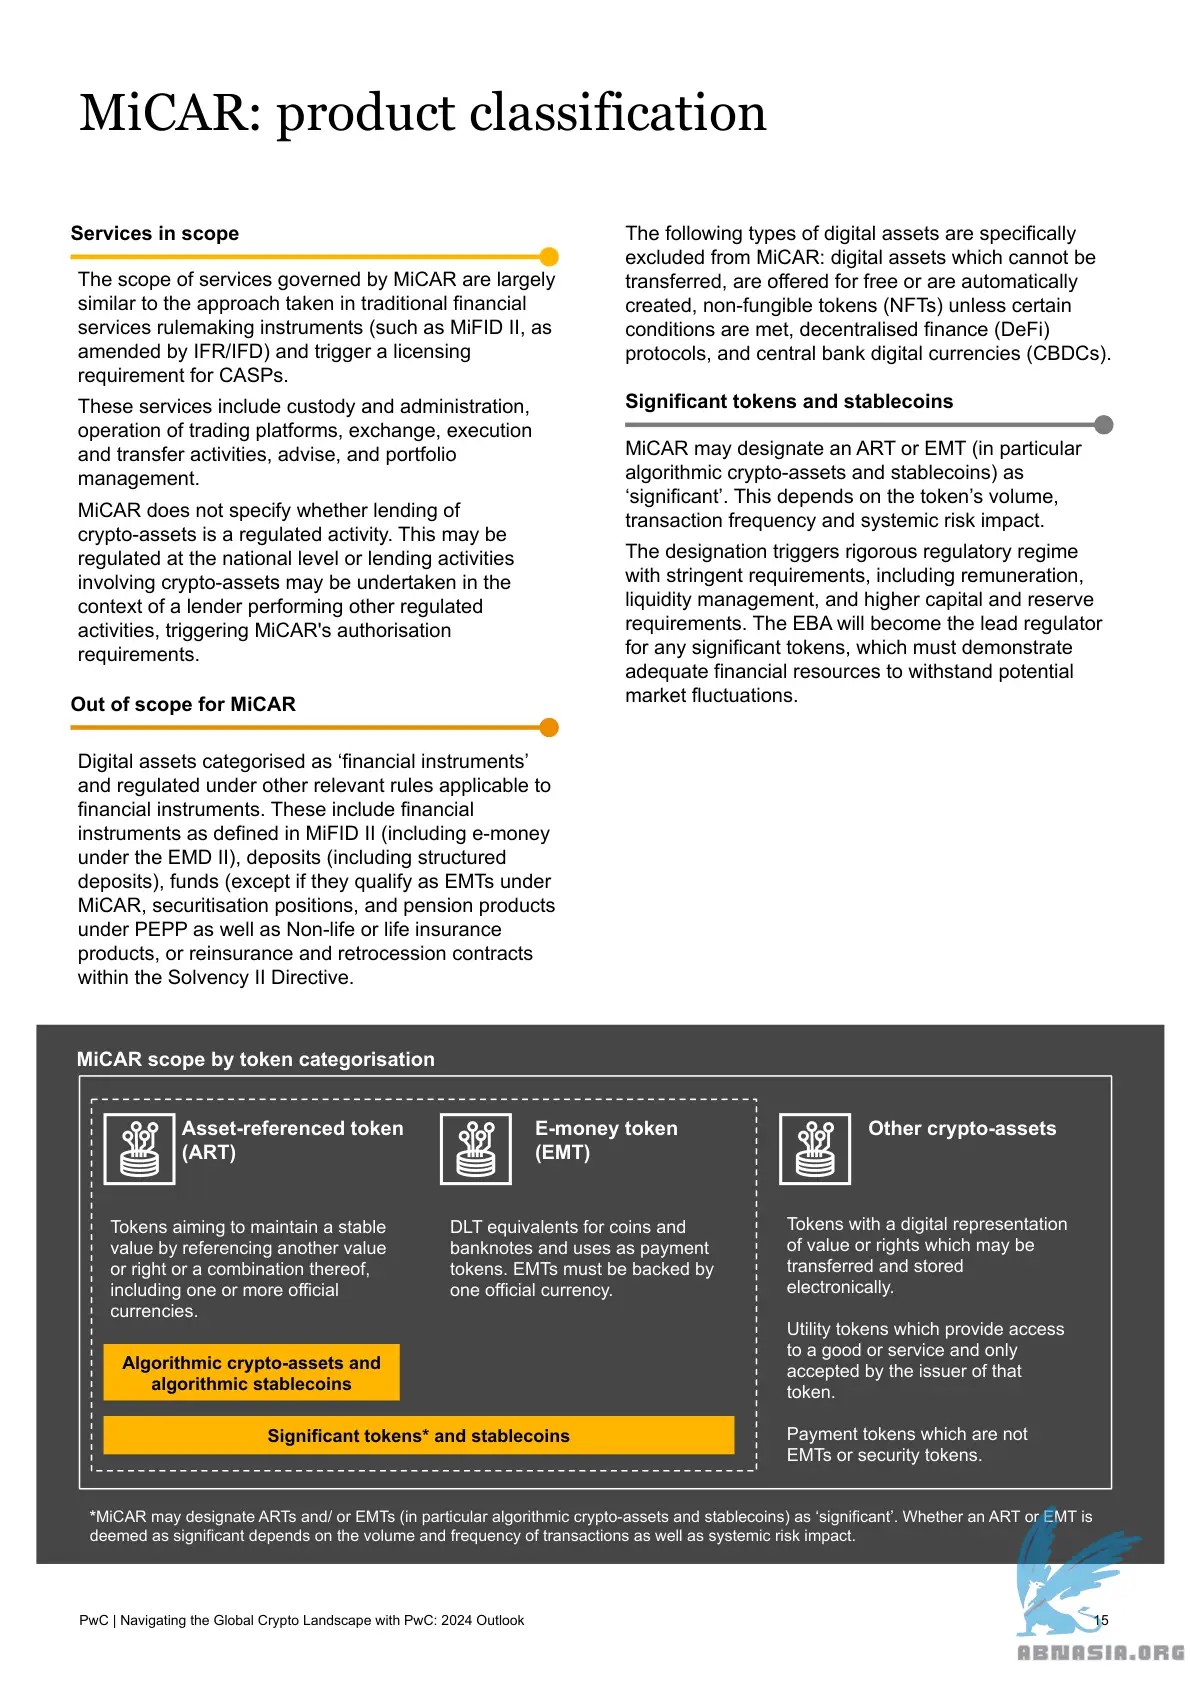 MiCAR: product classification
Services in scope
The scope of services governed by MiCAR are largely
similar to the approach taken in traditional financial
services rulemaking instruments (such as MiFID II, as
amended by IFR/IFD) and trigger a licensing
requirement for CASPs.
These services include custody and administration,
operation of trading platforms, exchange, execution
and transfer activities, advise, and portfolio
management.
MiCAR does not specify whether lending of
crypto-assets is a regulated activity. This may be
regulated at the national level or lending activities
involving crypto-assets may be undertaken in the
context of a lender performing other regulated
activities, triggering MiCAR's authorisation
requirements.
Out of scope for MiCAR
Digital assets categorised as ‘financial instruments’
and regulated under other relevant rules applicable to
financial instruments. These include financial
instruments as defined in MiFID II (including e-money
under the EMD II), deposits (including structured
deposits), funds (except if they qualify as EMTs under
MiCAR, securitisation positions, and pension products
under PEPP as well as Non-life or life insurance
products, or reinsurance and retrocession contracts
within the Solvency II Directive.
The following types of digital assets are specifically
excluded from MiCAR: digital assets which cannot be
transferred, are offered for free or are automatically
created, non-fungible tokens (NFTs) unless certain
conditions are met, decentralised finance (DeFi)
protocols, and central bank digital currencies (CBDCs).
Significant tokens and stablecoins
MiCAR may designate an ART or EMT (in particular
algorithmic crypto-assets and stablecoins) as
‘significant’. This depends on the token’s volume,
transaction frequency and systemic risk impact.
The designation triggers rigorous regulatory regime
with stringent requirements, including remuneration,
liquidity management, and higher capital and reserve
requirements. The EBA will become the lead regulator
for any significant tokens, which must demonstrate
adequate financial resources to withstand potential
market fluctuations.
MiCAR scope by token categorisation
Asset-referenced token
(ART)
Tokens aiming to maintain a stable
value by referencing another value
or right or a combination thereof,
including one or more official
currencies.
Algorithmic crypto-assets and
algorithmic stablecoins
E-money token
(EMT)
DLT equivalents for coins and
banknotes and uses as payment
tokens. EMTs must be backed by
one official currency.
Significant tokens* and stablecoins
Other crypto-assets
Tokens with a digital representation
of value or rights which may be
transferred and stored
electronically.
Utility tokens which provide access
to a good or service and only
accepted by the issuer of that
token.
Payment tokens which are not
EMTs or security tokens.
*MiCAR may designate ARTs and/ or EMTs (in particular algorithmic crypto-assets and stablecoins) as ‘significant’. Whether an ART or EMT is
deemed as significant depends on the volume and frequency of transactions as well as systemic risk impact.
PwC | Navigating the Global Crypto Landscape with PwC: 2024 Outlook
15
ABNASIA.ORG